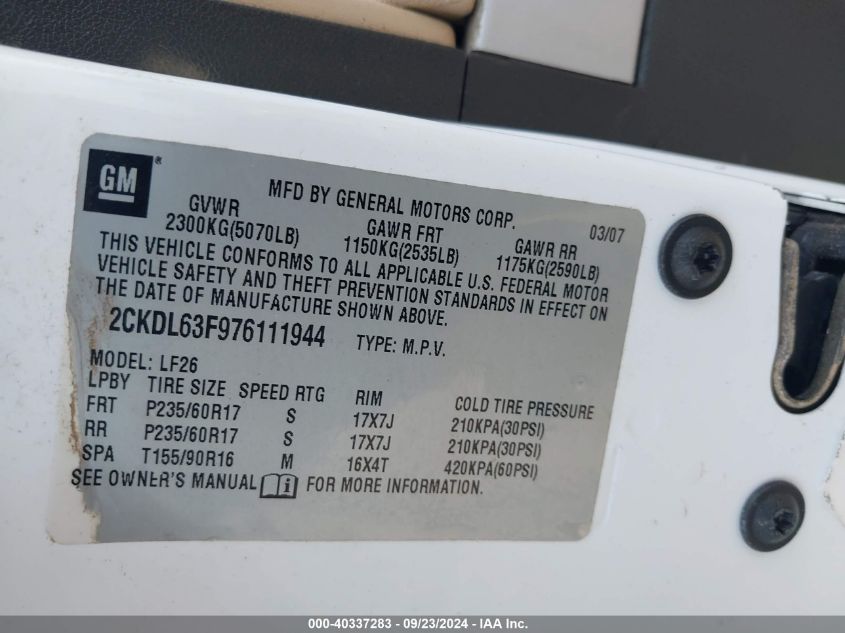 GM ®
MFD BY GENERAL MOTORS CORP. 03/07
GVWR GAWR FRT GAWR RR
2300KG(5070LB) 1150KG(2535LB) 1175KG(2590LB)
THIS VEHICLE CONFORMS TO ALL APPLICABLE U.S. FEDERAL MOTOR
VEHICLE SAFETY AND THEFT PREVENTION STANDARDS IN EFFECT ON
THE DATE OF MANUFACTURE SHOWN ABOVE.
2CKDL63F976111944 TYPE: M.P.V.
MODEL: LF26
LPBY TIRE SIZE SPEED RTG RIM COLD TIRE PRESSURE
FRT P235/60R17 S 17X7J 210KPA(30PSI)
RR P235/60R17 S 17X7J 210KPA(30PSI)
SPA T155/90R16 M 16X4T 420KPA(60PSI)
SEE OWNER'S MANUAL i FOR MORE INFORMATION.
000-40337283 - 09/23/2024 - IAA Inc.